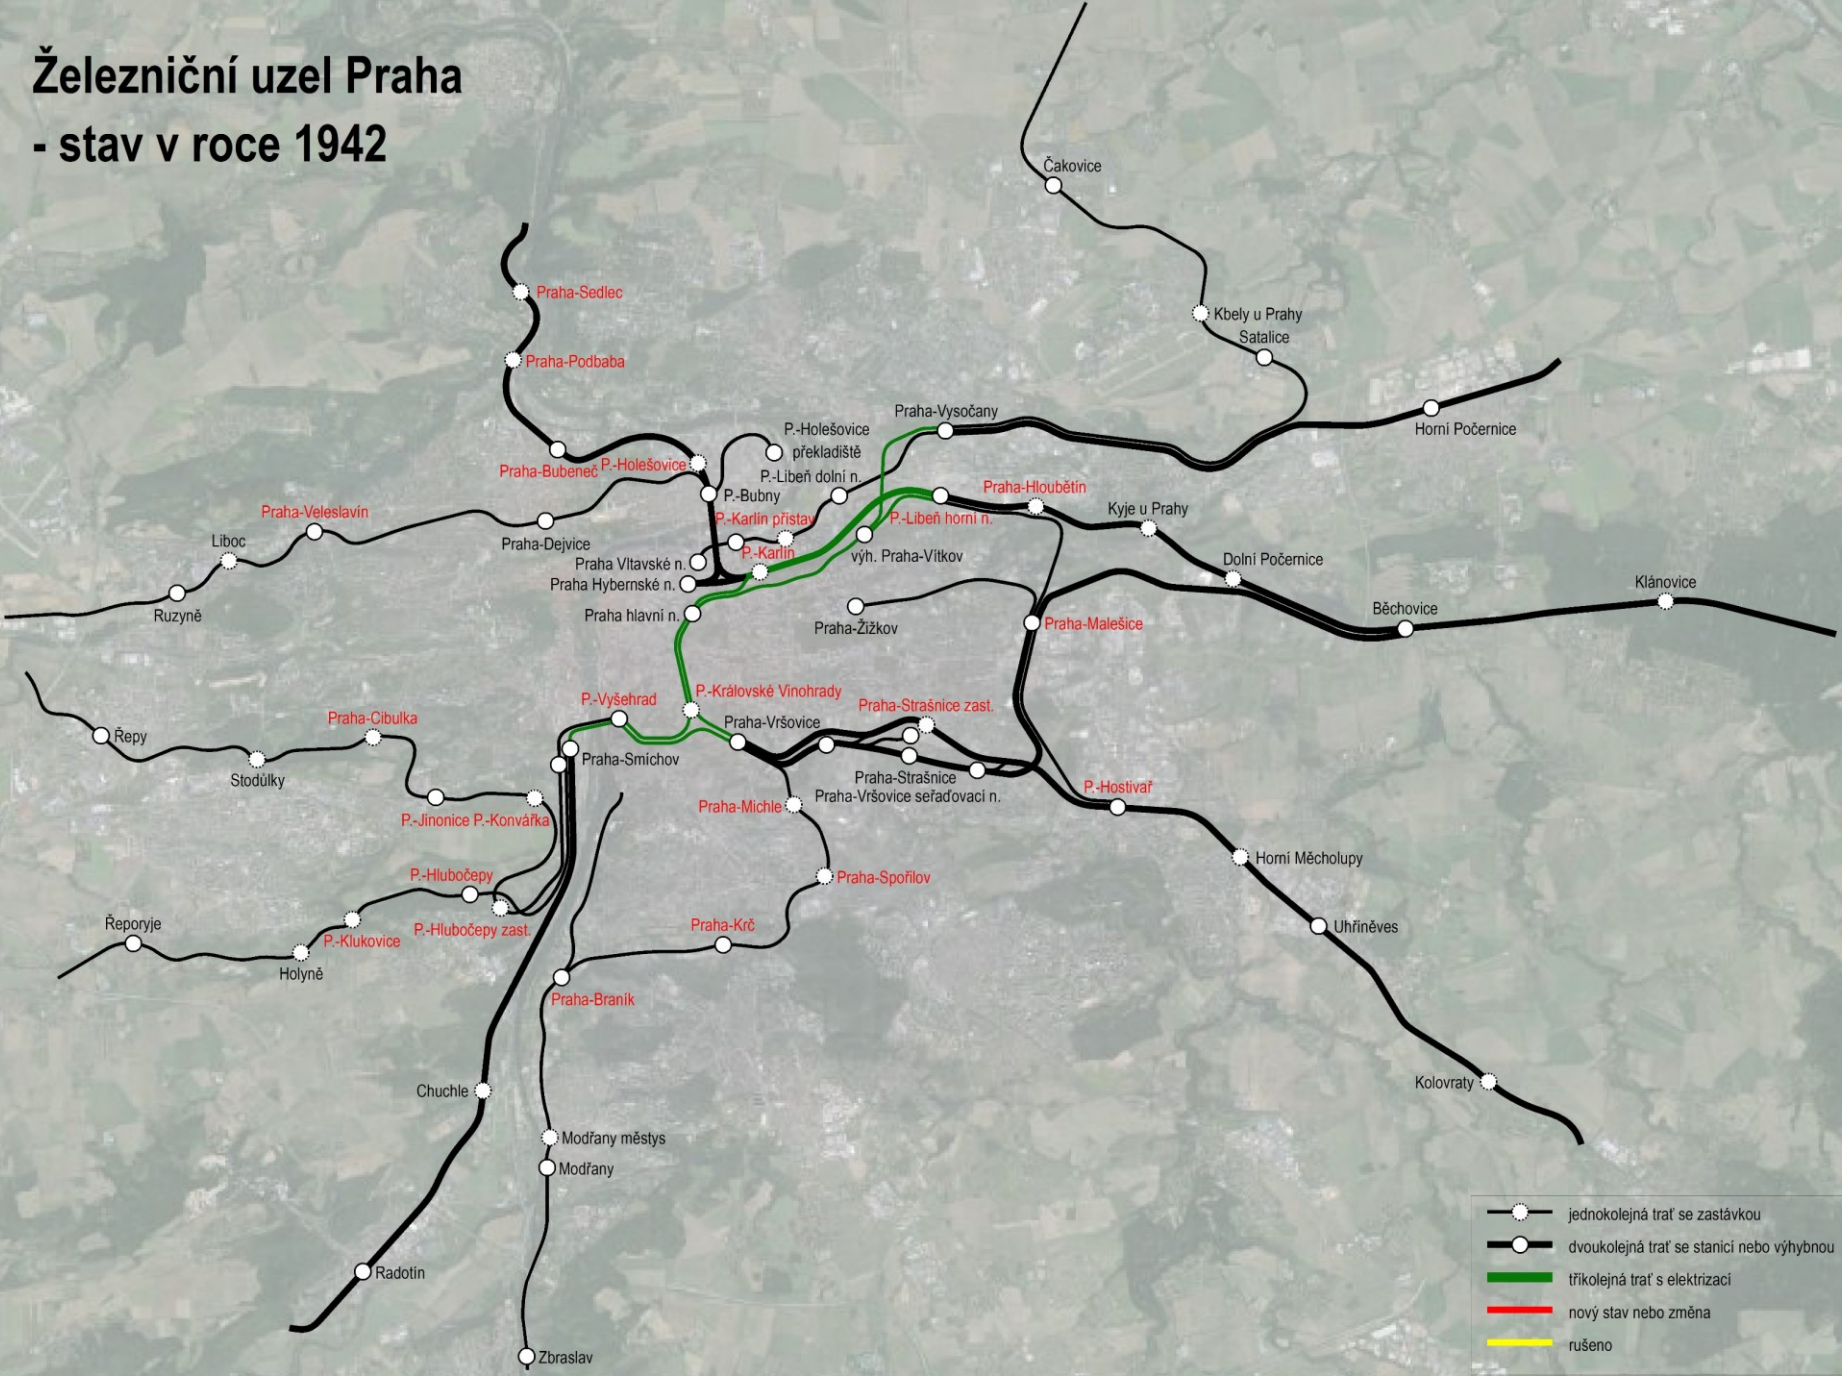 Železniční uzel Praha
- stav v roce 1942
Čakovice
Praha-Sedlec
Kbely u Prahy
Satalice
Praha-Podbaba
Praha-Vysočany
Horní Počernice
P.-Holešovice
překladiště
Praha-Bubeneč
P.-Holešovice
P.-Libeň dolní n.
P.-Bubny
Praha-Hloubětín
Kyje u Prahy
Praha-Veleslavín
P.-Karlín přístav
P.-Libeň horní n.
Liboc
Praha-Dejvice
P.-Karlín
výh. Praha-Vítkov
Praha Vltavské n.
Dolní Počernice
Praha Hybernské n.
Klánovice
Ruzyně
Praha hlavní n.
Praha-Žižkov
Praha-Malešice
Běchovice
P.-Vyšehrad
P.-Královské Vinohrady
Praha-Strašnice zast.
Praha-Cibulka
Praha-Vršovice
Řepy
Praha-Smíchov
Stodůlky
Praha-Strašnice
Praha-Vršovice seřaďovací n.
P.-Hostivař
Praha-Michle
P.-Jinonice
P.-Konvářka
Horní Měcholupy
P.-Hlubočepy
Praha-Spořilov
Řeporyje
P.-Klukovice
P.-Hlubočepy zast.
Praha-Krč
Uhříněves
Holyně
Praha-Braník
Chuchle
Kolovraty
Modřany městys
Modřany
Radotín
Zbraslav
jednokolejná trať se zastávkou
dvoukolejná trať se stanicí nebo výhybnou
tříkolejná trať s elektrizací
nový stav nebo změna
rušeno